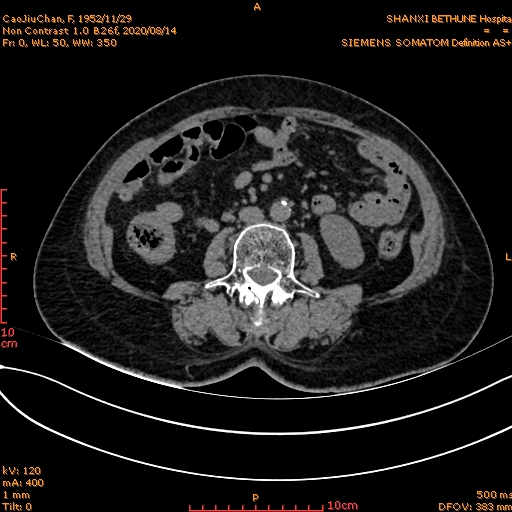 A
CaoJiuChan, F, 1952/11/29
Non Contrast 1.0 B26f, 2020/08/14
Fr: 0, WL: 50, WW: 350
SHANXI BETHUNE Hospita
= =
SIEMENS SOMATOM Definition AS+
R
L
10
cm
kV: 120
mA: 400
1 mm
Tilt: 0
P
10cm
500 ms
DFOV: 383 mm